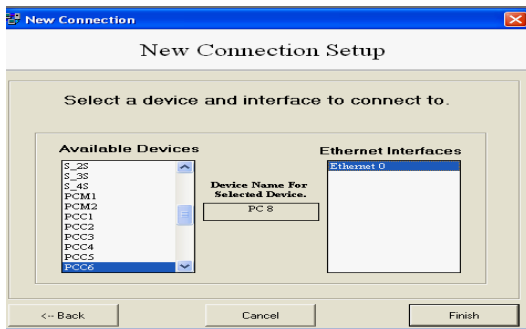 New Connection
New Connection Setup
Select a device and interface to connect to.
Available Devices
S_2S
S_3S
S_4S
PCM1
PCM2
PCC1
PCC2
PCC3
PCC4
PCC5
PCC6
Device Name For
Selected Device.
PC 8
Ethernet Interfaces
Ethernet 0
<-- Back
Cancel
Finish